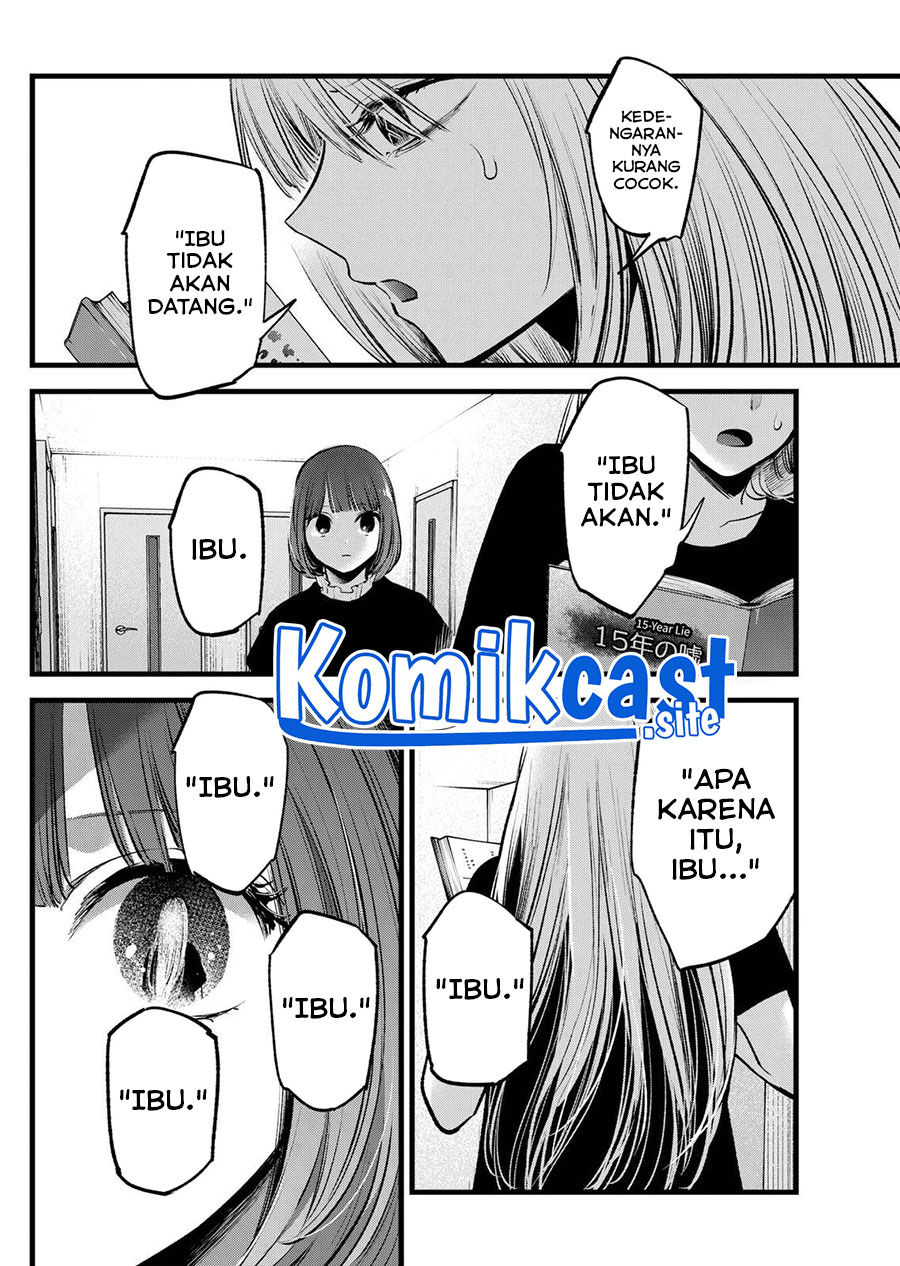 KEDE-
NGARAN-
NYA
KURANG
COCOK.
"IBU
TIDAK
AKAN
DATANG."
"IBU
TIDAK
AKAN."
IBU.
15-Year Lie
15年の嘘
Komikcast
.site
"APA
KARENA
ITU,
IBU..."
"IBU."
"IBU."
"IBU."
"IBU."